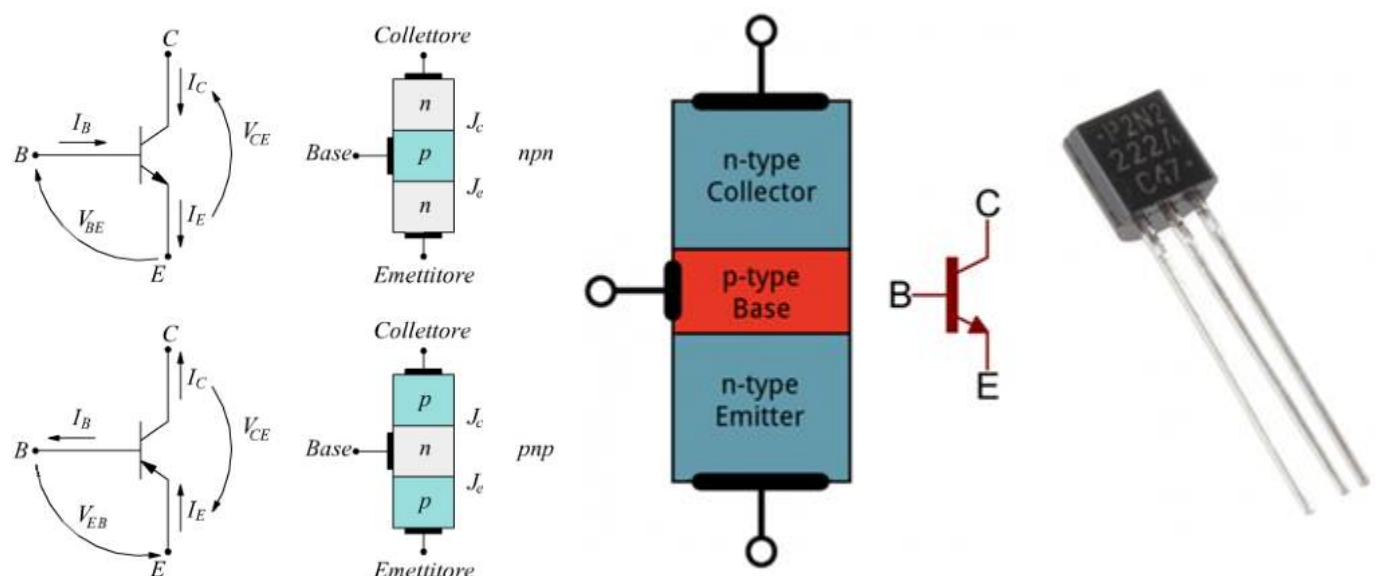 C
I_C
I_B
V_CE
B
I_E
V_BE
E
Collettore
n
J_c
Base
p
npn
J_e
n
Emettitore
C
I_C
I_B
V_CE
B
I_E
V_EB
E
Collettore
p
J_c
Base
n
pnp
J_e
p
Emettitore
n-type
Collector
p-type
Base
n-type
Emitter
C
B
E
P2N2
222A
C47